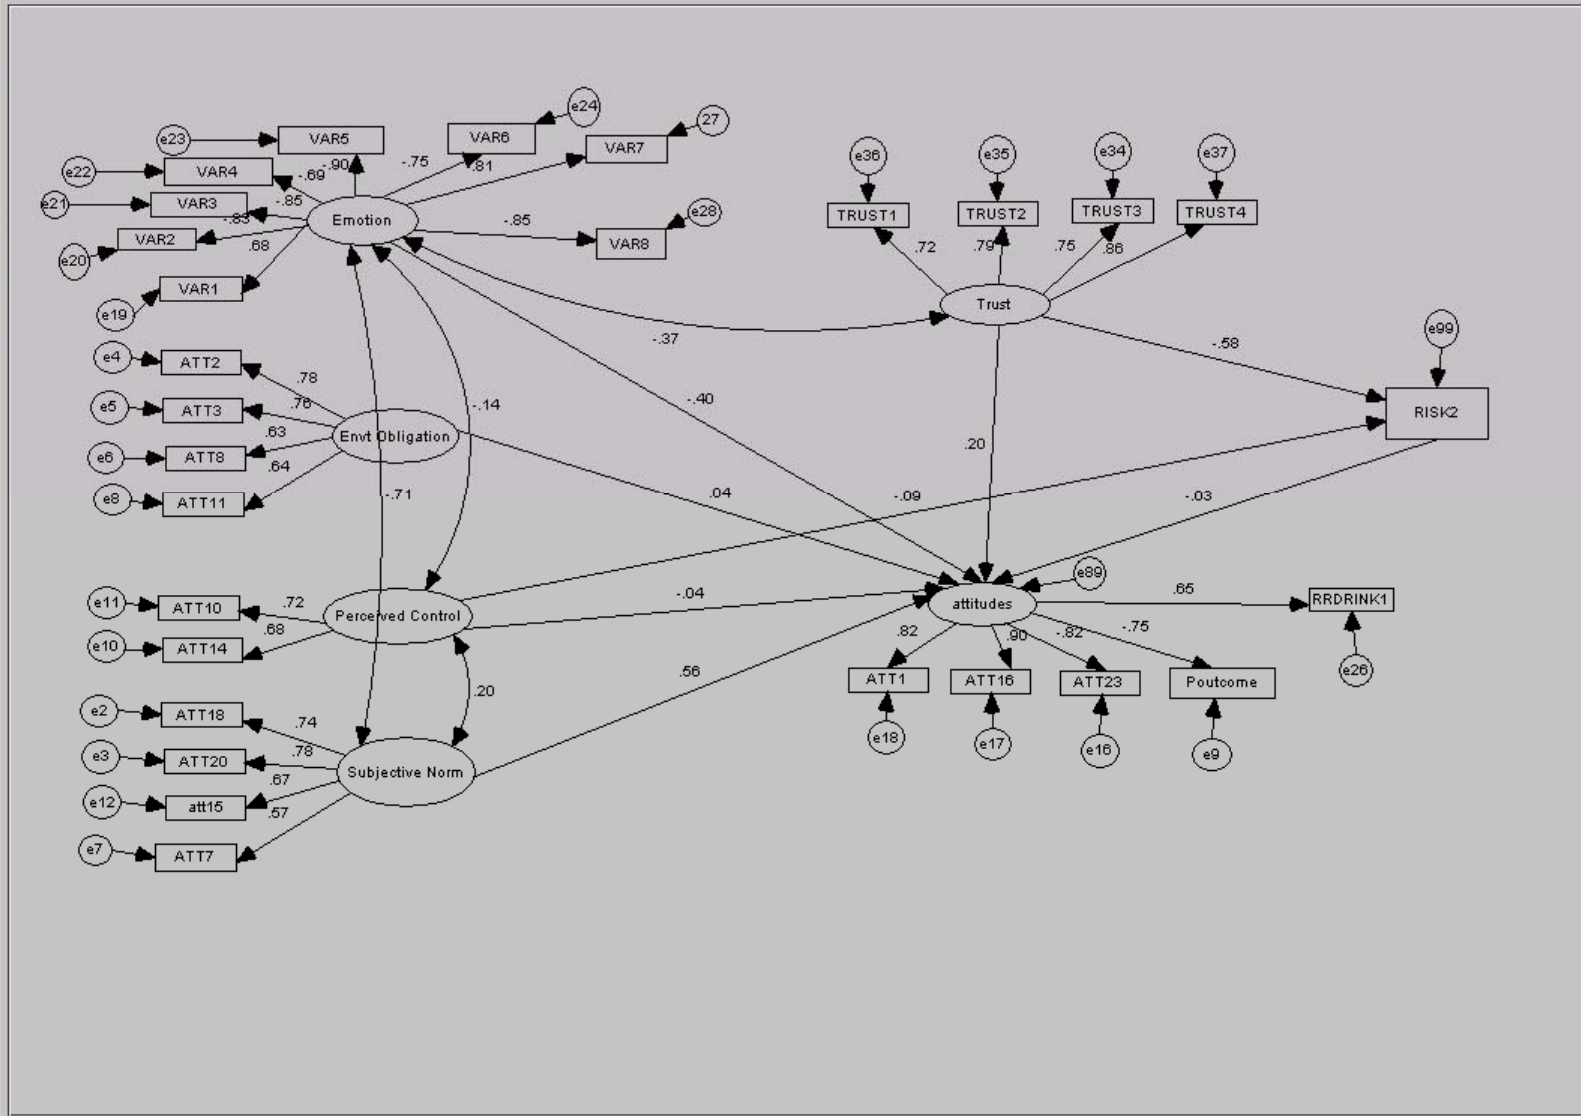 e24
e23
VAR5
VAR6
27
VAR7
e22
VAR4
-.69
-.90
-.75
.81
e21
VAR3
-.85
Emotion
-.83
VAR2
.68
-.85
VAR8
e28
e20
VAR1
e19
e36
e35
e34
e37
TRUST1
TRUST2
TRUST3
TRUST4
.72
.79
.75
.86
Trust
-.37
-.58
e99
RISK2
e4
ATT2
.78
e5
ATT3
.76
e6
ATT8
.63
Envt Obligation
e8
ATT11
.64
-.14
-.40
.20
-.71
.04
-.09
-.03
e11
ATT10
.72
Perceived Control
e10
ATT14
.68
-.04
attitudes
e89
.65
RRDRINK1
e26
.82
.90
-.82
-.75
ATT1
ATT16
ATT23
Poutcome
e18
e17
e16
e9
.20
.56
e2
ATT18
.74
e3
ATT20
.78
Subjective Norm
e12
att15
.67
e7
ATT7
.57